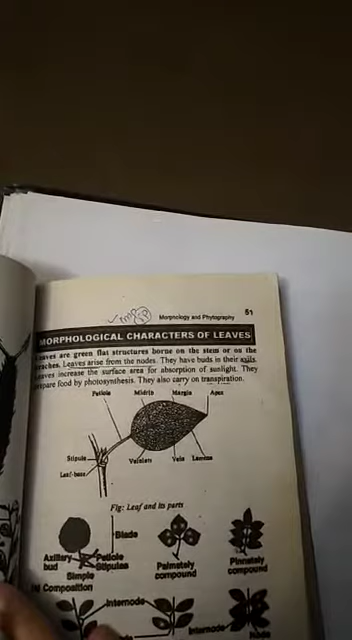 Imp
Morphology and Phytography 51
MORPHOLOGICAL CHARACTERS OF LEAVES
Leaves are green flat structures borne on the stem or on the
branches. Leaves arise from the nodes. They have buds in their axils.
Leaves increase the surface area for absorption of sunlight. They
prepare food by photosynthesis. They also carry on transpiration.
Petiole Midrib Margin Apex
Stipule
Leaf-base Veinlets Vein Lamina
Fig: Leaf and its parts
Blade
Axillary bud Petiole Stipules
Simple
Palmately compound
Pinnately compound
Composition
Internode Internode